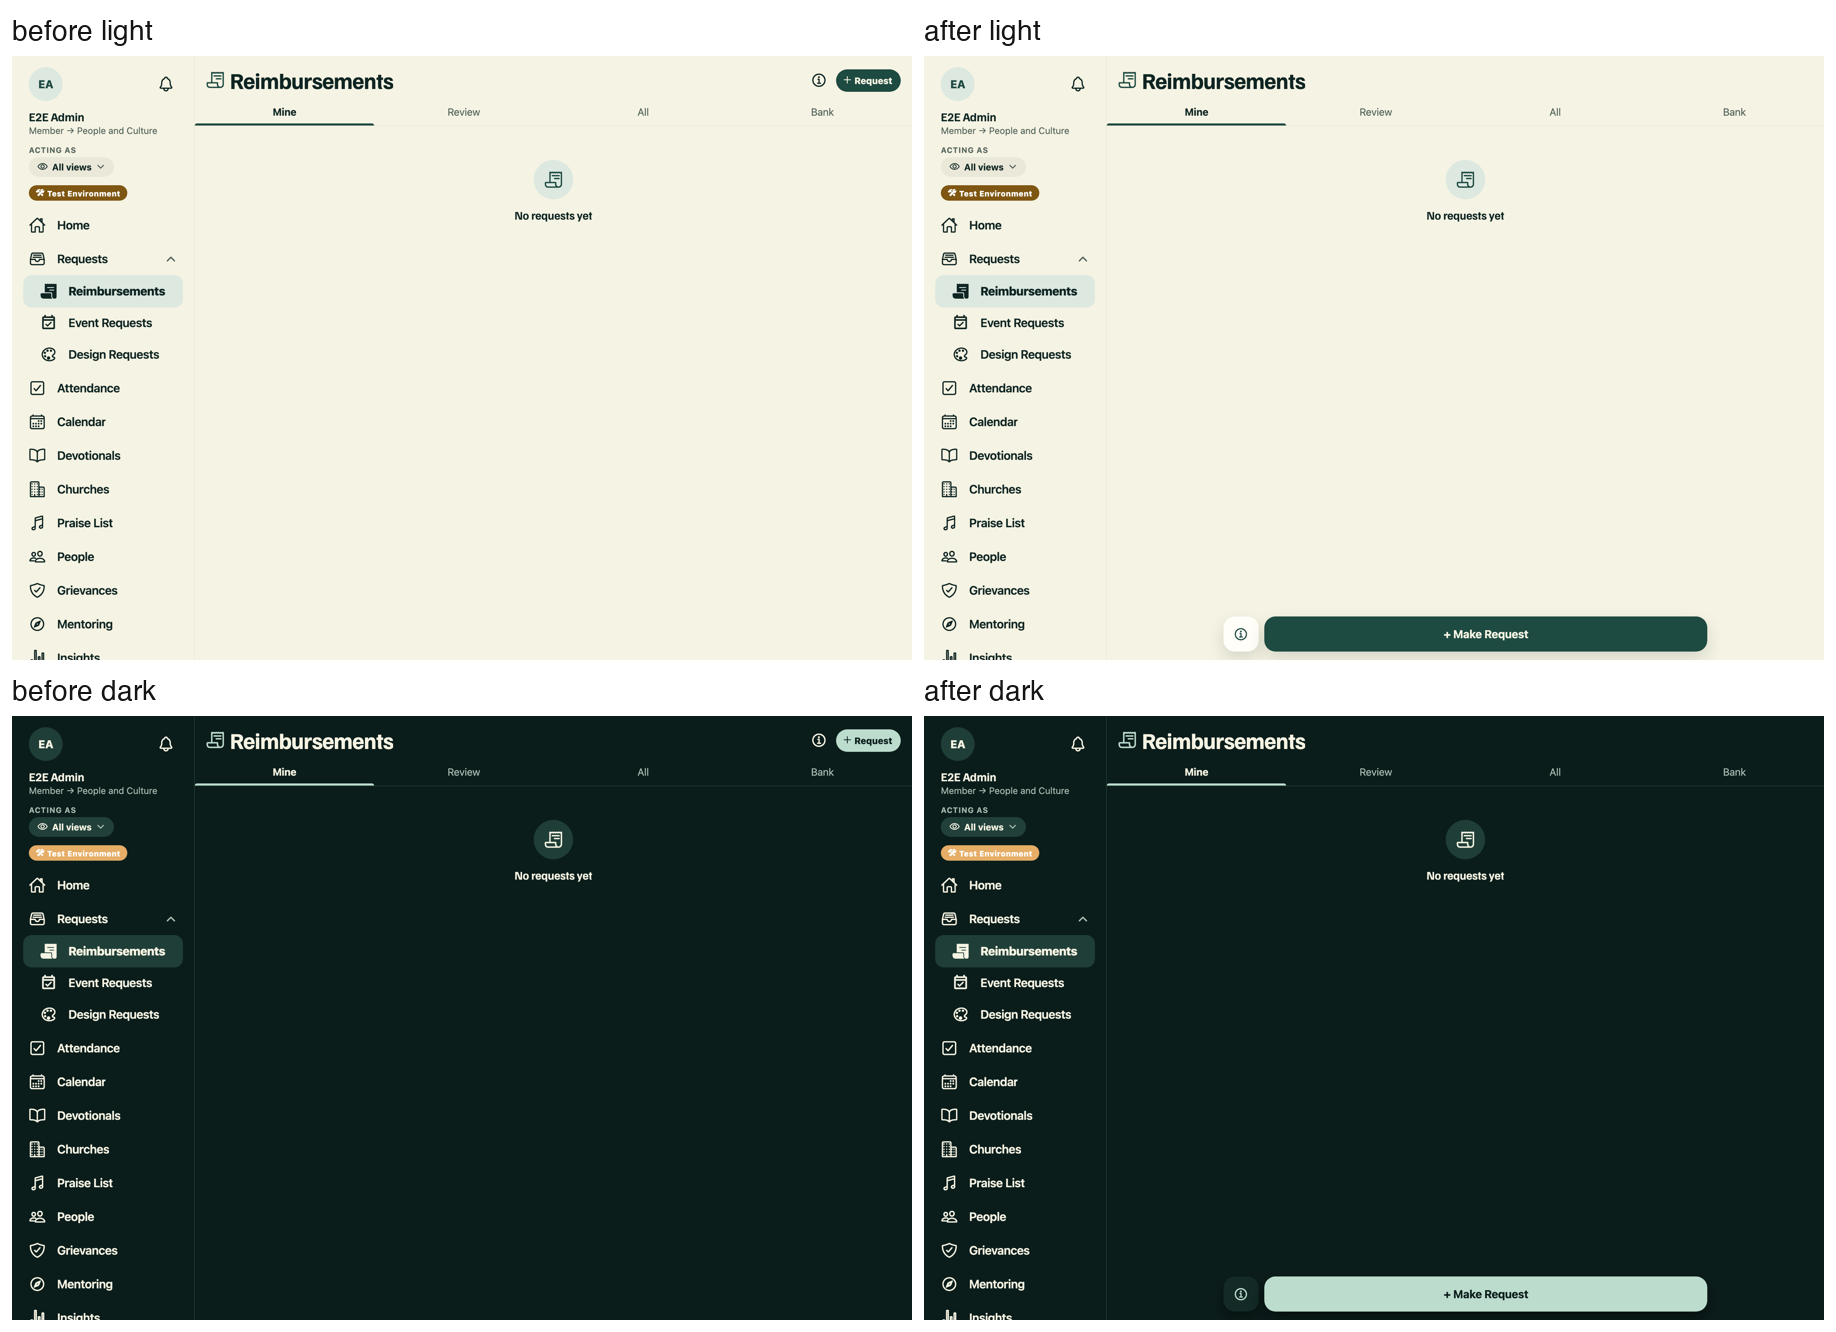 before light
EA
E2E Admin
Member → People and Culture
ACTING AS
All views
🛠 Test Environment
Home
Requests
Reimbursements
Event Requests
Design Requests
Attendance
Calendar
Devotionals
Churches
Praise List
People
Grievances
Mentoring
Insights
Reimbursements
+ Request
Mine Review All Bank
No requests yet
after light
EA
E2E Admin
Member → People and Culture
ACTING AS
All views
🛠 Test Environment
Home
Requests
Reimbursements
Event Requests
Design Requests
Attendance
Calendar
Devotionals
Churches
Praise List
People
Grievances
Mentoring
Insights
Reimbursements
Mine Review All Bank
No requests yet
+ Make Request
before dark
EA
E2E Admin
Member → People and Culture
ACTING AS
All views
🛠 Test Environment
Home
Requests
Reimbursements
Event Requests
Design Requests
Attendance
Calendar
Devotionals
Churches
Praise List
People
Grievances
Mentoring
Insights
Reimbursements
+ Request
Mine Review All Bank
No requests yet
after dark
EA
E2E Admin
Member → People and Culture
ACTING AS
All views
🛠 Test Environment
Home
Requests
Reimbursements
Event Requests
Design Requests
Attendance
Calendar
Devotionals
Churches
Praise List
People
Grievances
Mentoring
Insights
Reimbursements
Mine Review All Bank
No requests yet
+ Make Request